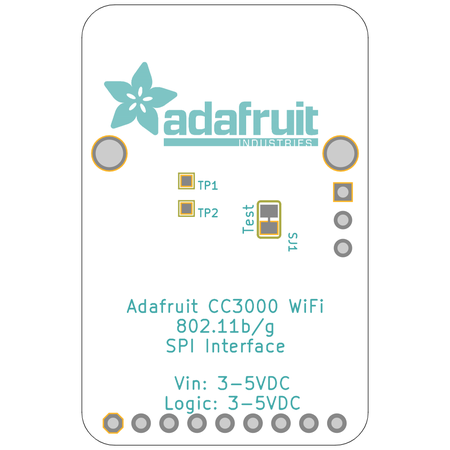 adafruit
INDUSTRIES
TP1
TP2
Test
SJ1
Adafruit CC3000 WiFi
802.11b/g
SPI Interface
Vin: 3-5VDC
Logic: 3-5VDC